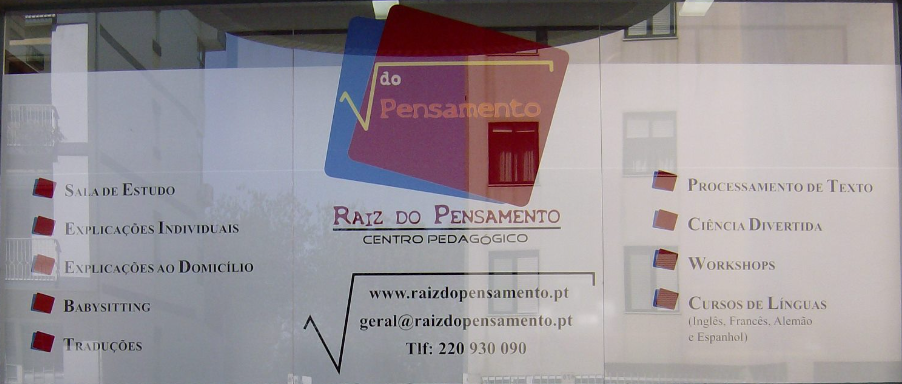 do
Pensamento
RAIZ DO PENSAMENTO
CENTRO PEDAGÓGICO
www.raizdopensamento.pt
geral@raizdopensamento.pt
Tlf: 220 930 090
SALA DE ESTUDO
EXPLICAÇÕES INDIVIDUAIS
EXPLICAÇÕES AO DOMICÍLIO
BABYSITTING
TRADUÇÕES
PROCESSAMENTO DE TEXTO
CIÊNCIA DIVERTIDA
WORKSHOPS
CURSOS DE LÍNGUAS
(Inglês, Francês, Alemão
e Espanhol)